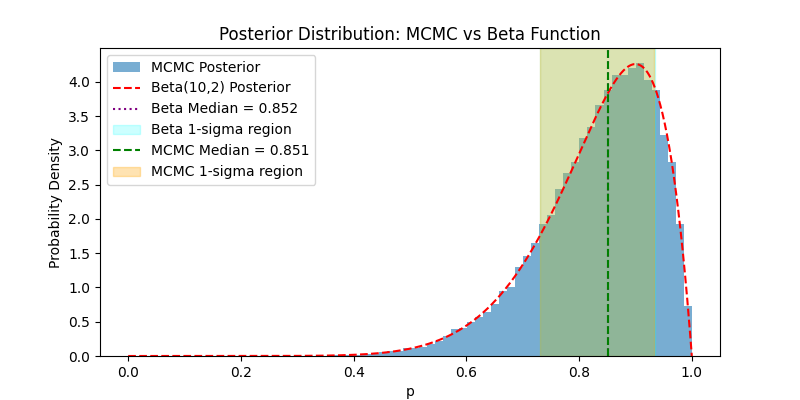 Posterior Distribution: MCMC vs Beta Function
MCMC Posterior
Beta(10,2) Posterior
Beta Median = 0.852
Beta 1-sigma region
MCMC Median = 0.851
MCMC 1-sigma region
Probability Density
4.0
3.5
3.0
2.5
2.0
1.5
1.0
0.5
0.0
0.0 0.2 0.4 0.6 0.8 1.0
p